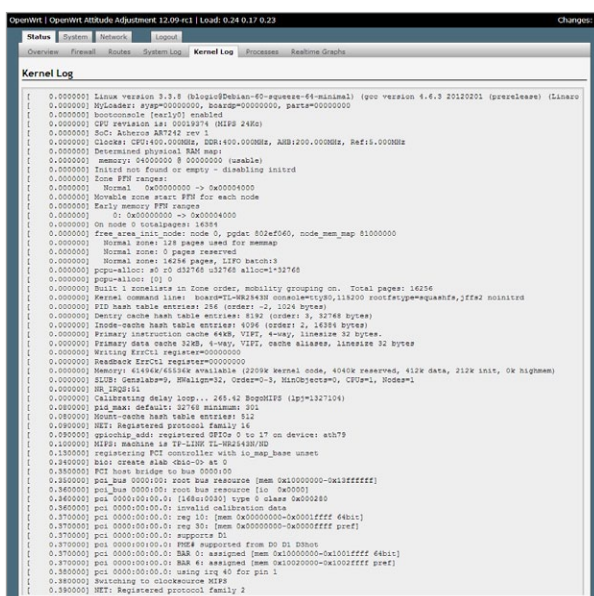 OpenWrt | OpenWrt Attitude Adjustment 12.09-rc1 | Load: 0.24 0.17 0.23 Changes:
Status System Network Logout
Overview Firewall Routes System Log Kernel Log Processes Realtime Graphs
Kernel Log
[ 0.000000] Linux version 3.3.8 (blogic@Debian-60-squeeze-64-minimal) (gcc version 4.6.3 20120201 (prerelease) (Linaro
[ 0.000000] MyLoader: sysp=00000000, boardp=00000000, parts=00000000
[ 0.000000] bootconsole [early0] enabled
[ 0.000000] CPU revision is: 00019374 (MIPS 24Kc)
[ 0.000000] SoC: Atheros AR7242 rev 1
[ 0.000000] Clocks: CPU:400.000MHz, DDR:400.000MHz, AHB:200.000MHz, Ref:5.000MHz
[ 0.000000] Determined physical RAM map:
[ 0.000000] memory: 04000000 @ 00000000 (usable)
[ 0.000000] Initrd not found or empty - disabling initrd
[ 0.000000] Zone PFN ranges:
[ 0.000000] Normal 0x00000000 -> 0x00004000
[ 0.000000] Movable zone start PFN for each node
[ 0.000000] Early memory PFN ranges
[ 0.000000] 0: 0x00000000 -> 0x00004000
[ 0.000000] On node 0 totalpages: 16384
[ 0.000000] free_area_init_node: node 0, pgdat 802ef060, node_mem_map 81000000
[ 0.000000] Normal zone: 128 pages used for memmap
[ 0.000000] Normal zone: 0 pages reserved
[ 0.000000] Normal zone: 16256 pages, LIFO batch:3
[ 0.000000] pcpu-alloc: s0 r0 d32768 u32768 alloc=1*32768
[ 0.000000] pcpu-alloc: [0] 0
[ 0.000000] Built 1 zonelists in Zone order, mobility grouping on. Total pages: 16256
[ 0.000000] Kernel command line: board=TL-WR2543N console=ttyS0,115200 rootfstype=squashfs,jffs2 noinitrd
[ 0.000000] PID hash table entries: 256 (order: -2, 1024 bytes)
[ 0.000000] Dentry cache hash table entries: 8192 (order: 3, 32768 bytes)
[ 0.000000] Inode-cache hash table entries: 4096 (order: 2, 16384 bytes)
[ 0.000000] Primary instruction cache 64kB, VIPT, 4-way, linesize 32 bytes.
[ 0.000000] Primary data cache 32kB, 4-way, VIPT, cache aliases, linesize 32 bytes
[ 0.000000] Writing ErrCtl register=00000000
[ 0.000000] Readback ErrCtl register=00000000
[ 0.000000] Memory: 61496k/65536k available (2209k kernel code, 4040k reserved, 412k data, 212k init, 0k highmem)
[ 0.000000] SLUB: Genslabs=9, HWalign=32, Order=0-3, MinObjects=0, CPUs=1, Nodes=1
[ 0.000000] NR_IRQS:51
[ 0.000000] Calibrating delay loop... 265.42 BogoMIPS (lpj=1327104)
[ 0.080000] pid_max: default: 32768 minimum: 301
[ 0.080000] Mount-cache hash table entries: 512
[ 0.090000] NET: Registered protocol family 16
[ 0.090000] gpiochip_add: registered GPIOs 0 to 17 on device: ath79
[ 0.100000] MIPS: machine is TP-LINK TL-WR2543N/ND
[ 0.130000] registering PCI controller with io_map_base unset
[ 0.340000] bio: create slab <bio-0> at 0
[ 0.350000] PCI host bridge to bus 0000:00
[ 0.350000] pci_bus 0000:00: root bus resource [mem 0x10000000-0x13ffffff]
[ 0.350000] pci_bus 0000:00: root bus resource [io 0x0000]
[ 0.360000] pci 0000:00:00.0: [168c:0030] type 0 class 0x000280
[ 0.360000] pci 0000:00:00.0: invalid calibration data
[ 0.370000] pci 0000:00:00.0: reg 10: [mem 0x00000000-0x0001ffff 64bit]
[ 0.370000] pci 0000:00:00.0: reg 30: [mem 0x00000000-0x0000ffff pref]
[ 0.370000] pci 0000:00:00.0: supports D1
[ 0.370000] pci 0000:00:00.0: PME# supported from D0 D1 D3hot
[ 0.370000] pci 0000:00:00.0: BAR 0: assigned [mem 0x10000000-0x1001ffff 64bit]
[ 0.370000] pci 0000:00:00.0: BAR 6: assigned [mem 0x10020000-0x1002ffff pref]
[ 0.380000] pci 0000:00:00.0: using irq 40 for pin 1
[ 0.380000] Switching to clocksource MIPS
[ 0.390000] NET: Registered protocol family 2